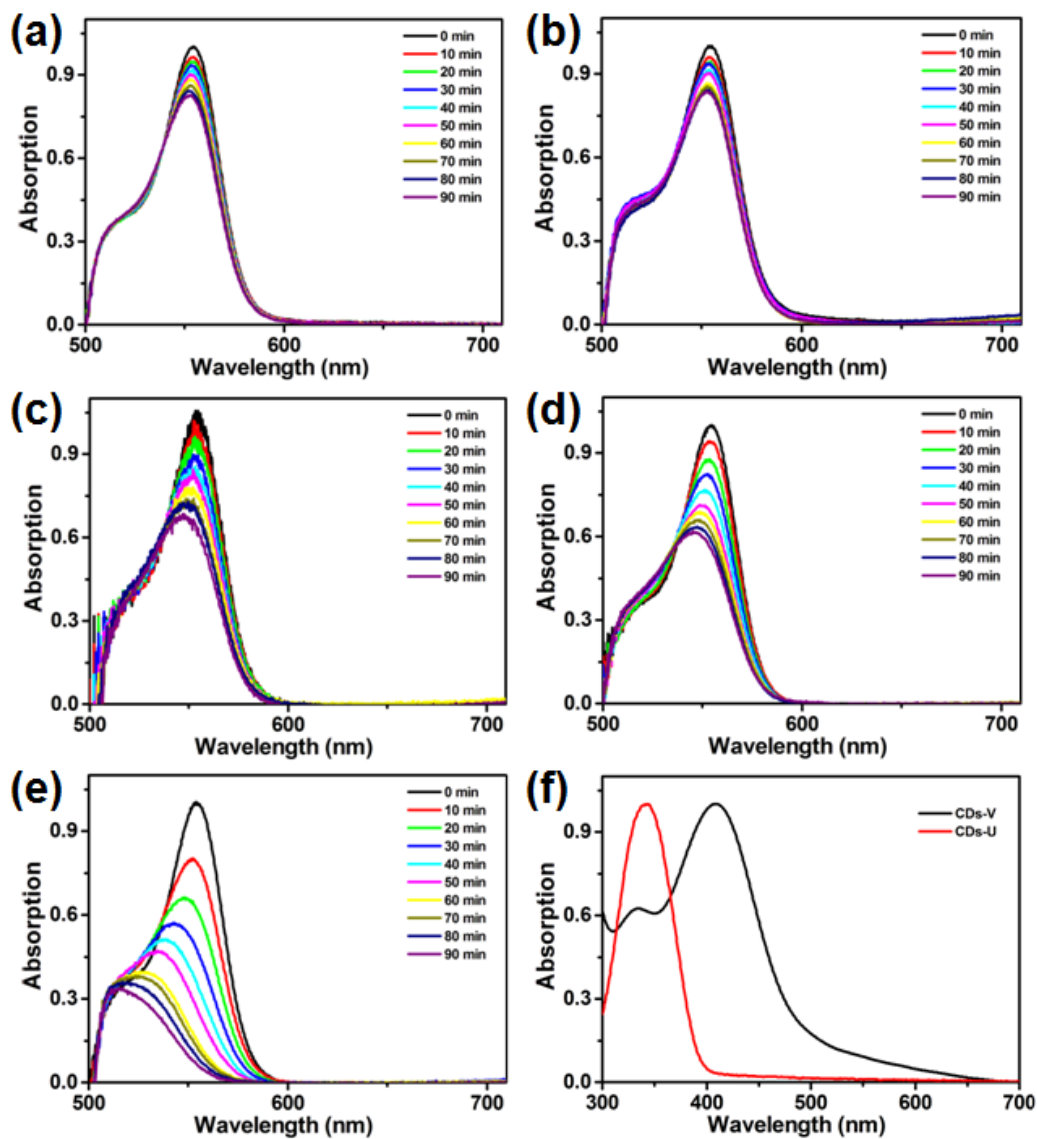 (a)
0 min
10 min
20 min
30 min
40 min
50 min
60 min
70 min
80 min
90 min
Absorption
0.9
0.6
0.3
0.0
500
600
700
Wavelength (nm)
(b)
0 min
10 min
20 min
30 min
40 min
50 min
60 min
70 min
80 min
90 min
Absorption
0.9
0.6
0.3
0.0
500
600
700
Wavelength (nm)
(c)
0 min
10 min
20 min
30 min
40 min
50 min
60 min
70 min
80 min
90 min
Absorption
0.9
0.6
0.3
0.0
500
600
700
Wavelength (nm)
(d)
0 min
10 min
20 min
30 min
40 min
50 min
60 min
70 min
80 min
90 min
Absorption
0.9
0.6
0.3
0.0
500
600
700
Wavelength (nm)
(e)
0 min
10 min
20 min
30 min
40 min
50 min
60 min
70 min
80 min
90 min
Absorption
0.9
0.6
0.3
0.0
500
600
700
Wavelength (nm)
(f)
CDs-V
CDs-U
Absorption
0.9
0.6
0.3
0.0
300
400
500
600
700
Wavelength (nm)